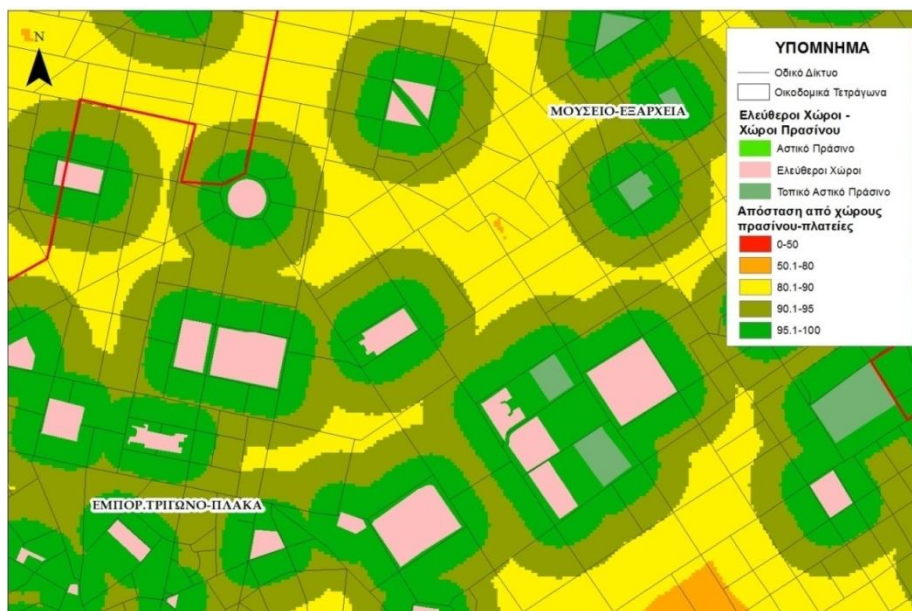 N
ΜΟΥΣΕΙΟ-ΕΞΑΡΧΕΙΑ
ΕΜΠΟΡ.ΤΡΙΓΩΝΟ-ΠΛΑΚΑ
ΥΠΟΜΝΗΜΑ
Οδικό Δίκτυο
Οικοδομικά Τετράγωνα
Ελεύθεροι Χώροι -
Χώροι Πρασίνου
Αστικό Πράσινο
Ελεύθεροι Χώροι
Τοπικό Αστικό Πράσινο
Απόσταση από χώρους
πρασίνου-πλατείες
0-50
50.1-80
80.1-90
90.1-95
95.1-100